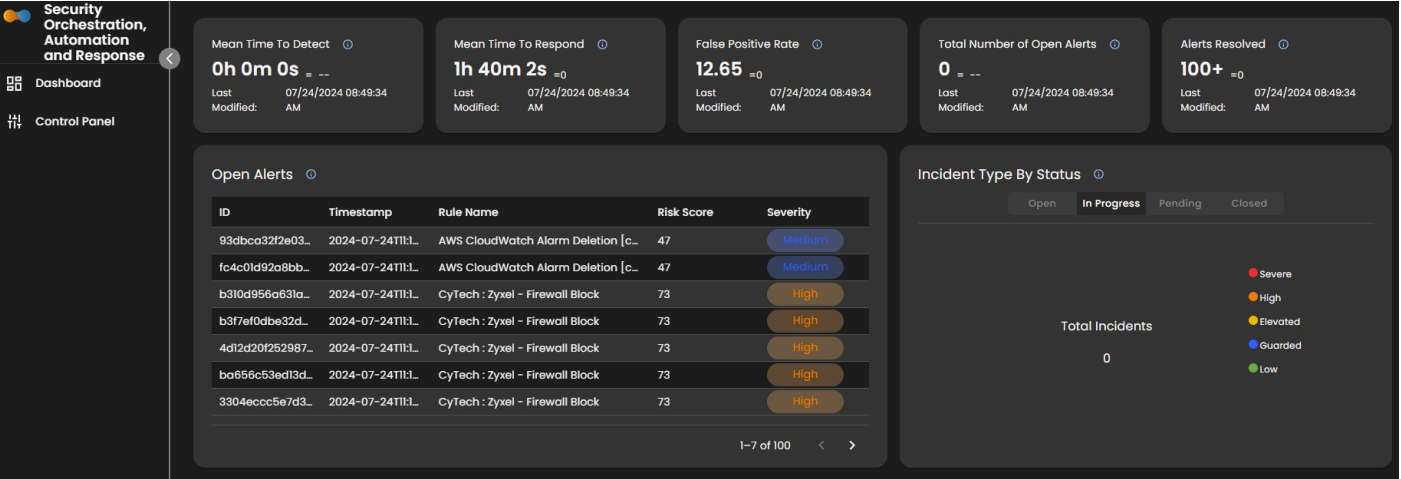 Security
Orchestration,
Automation
and Response
Dashboard
Control Panel
Mean Time To Detect
0h 0m 0s = --
Last Modified: 07/24/2024 08:49:34 AM
Mean Time To Respond
1h 40m 2s =0
Last Modified: 07/24/2024 08:49:34 AM
False Positive Rate
12.65 =0
Last Modified: 07/24/2024 08:49:34 AM
Total Number of Open Alerts
0 = --
Last Modified: 07/24/2024 08:49:34 AM
Alerts Resolved
100+ =0
Last Modified: 07/24/2024 08:49:34 AM
Open Alerts
ID Timestamp Rule Name Risk Score Severity
93dbca32f2e03... 2024-07-24T11:1... AWS CloudWatch Alarm Deletion [c... 47 Medium
fc4c01d92a8bb... 2024-07-24T11:1... AWS CloudWatch Alarm Deletion [c... 47 Medium
b310d956a631a... 2024-07-24T11:1... CyTech : Zyxel - Firewall Block 73 High
b3f7ef0dbe32d... 2024-07-24T11:1... CyTech : Zyxel - Firewall Block 73 High
4d12d20f252987... 2024-07-24T11:1... CyTech : Zyxel - Firewall Block 73 High
ba656c53ed13d... 2024-07-24T11:1... CyTech : Zyxel - Firewall Block 73 High
3304eccc5e7d3... 2024-07-24T11:1... CyTech : Zyxel - Firewall Block 73 High
1–7 of 100
Incident Type By Status
Open In Progress Pending Closed
Total Incidents
0
Severe
High
Elevated
Guarded
Low